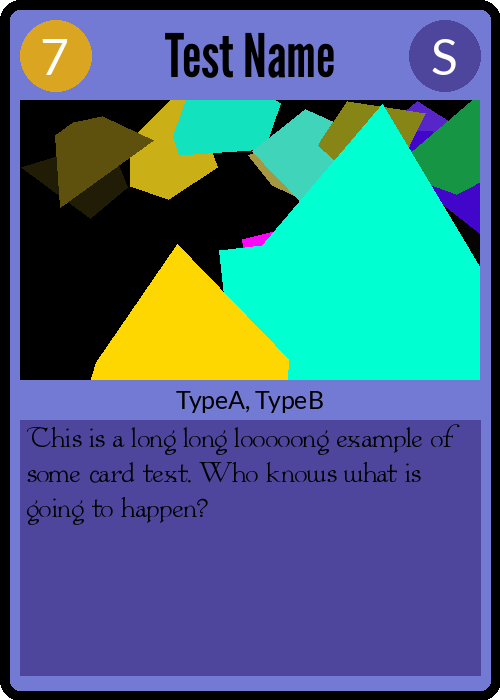 7 Test Name S
TypeA, TypeB
This is a long long looooong example of
some card text. Who knows what is
going to happen?